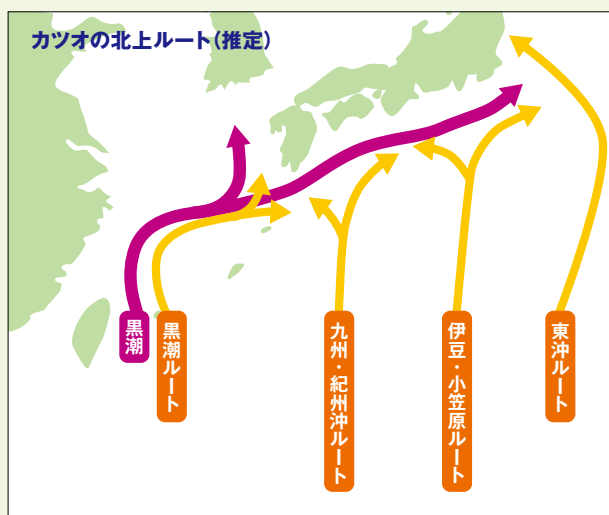 カツオの北上ルート(推定)
黒潮
黒潮ルート
九州・紀州沖ルート
伊豆・小笠原ルート
東沖ルート